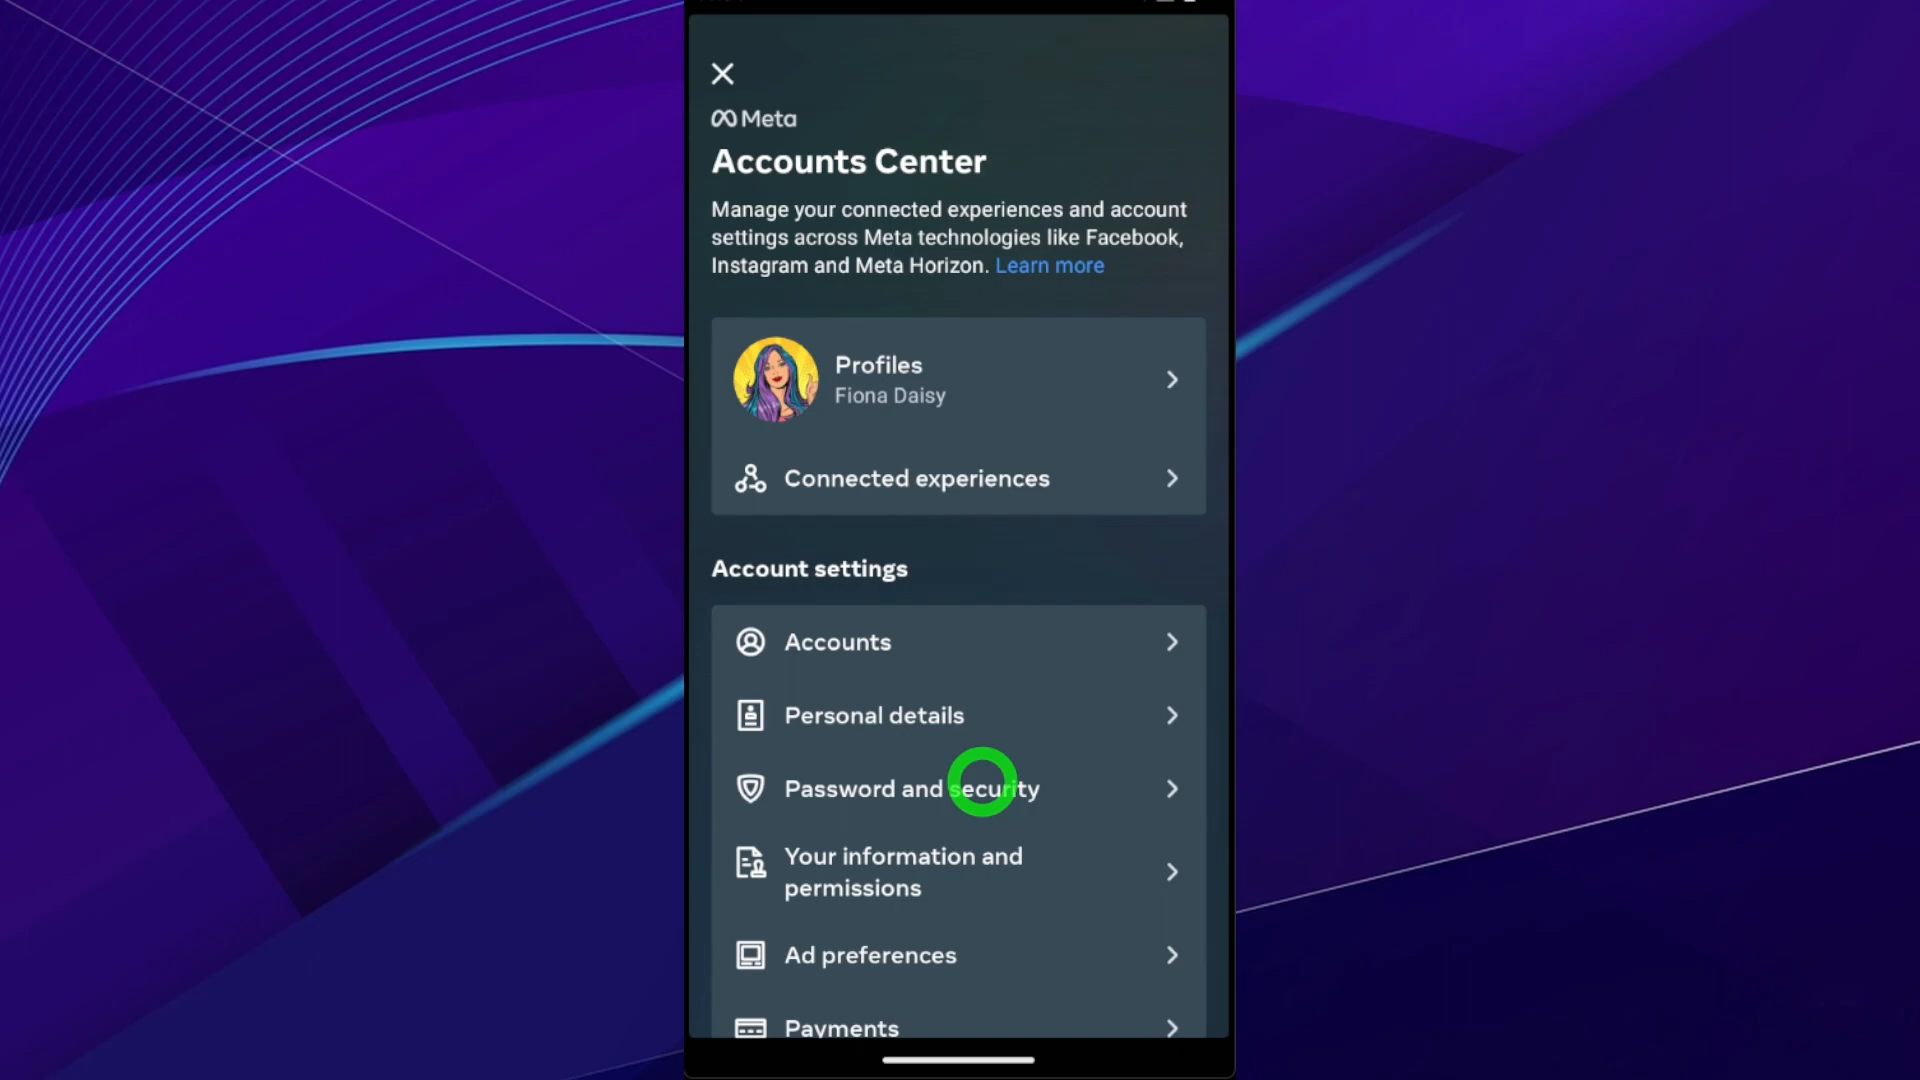 Meta
Accounts Center
Manage your connected experiences and account
settings across Meta technologies like Facebook,
Instagram and Meta Horizon. Learn more
Profiles
Fiona Daisy
Connected experiences
Account settings
Accounts
Personal details
Password and security
Your information and
permissions
Ad preferences
Payments